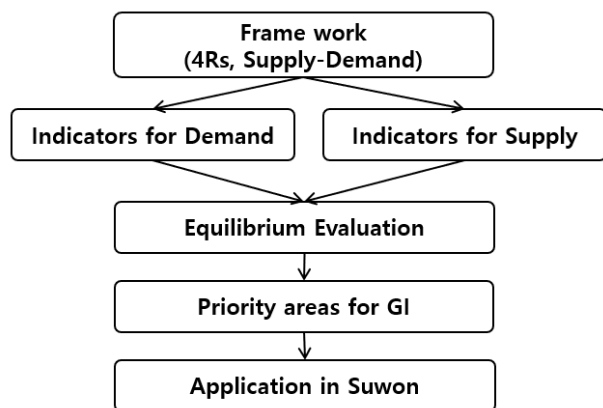 Frame work
(4Rs, Supply-Demand)
Indicators for Demand
Indicators for Supply
Equilibrium Evaluation
Priority areas for GI
Application in Suwon